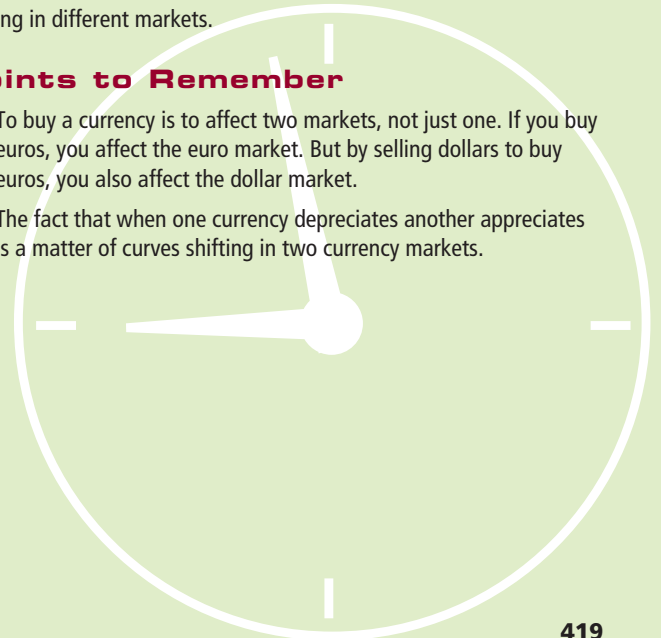 ng in different markets.
ints to Remember
To buy a currency is to affect two markets, not just one. If you buy
euros, you affect the euro market. But by selling dollars to buy
euros, you also affect the dollar market.
The fact that when one currency depreciates another appreciates
s a matter of curves shifting in two currency markets.
419